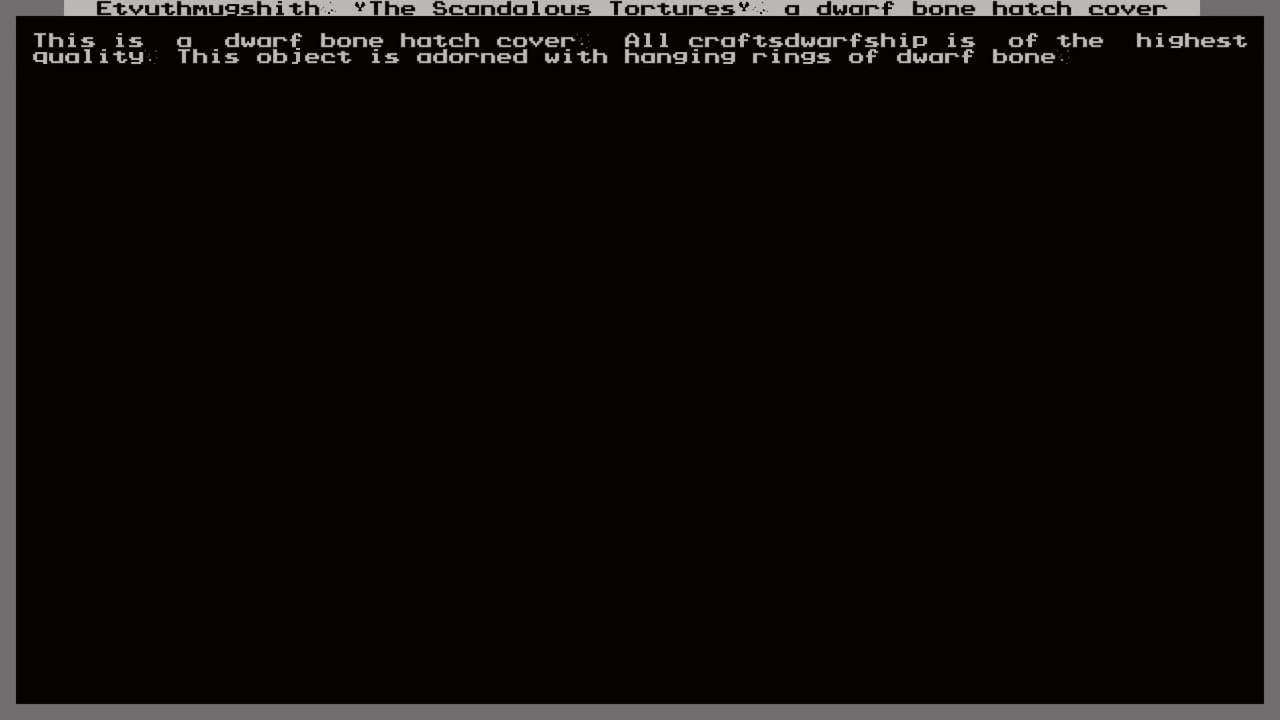 Etvuthmugshith. "The Scandalous Tortures". a dwarf bone hatch cover
This is a dwarf bone hatch cover. All craftsdwarfship is of the highest
quality. This object is adorned with hanging rings of dwarf bone.